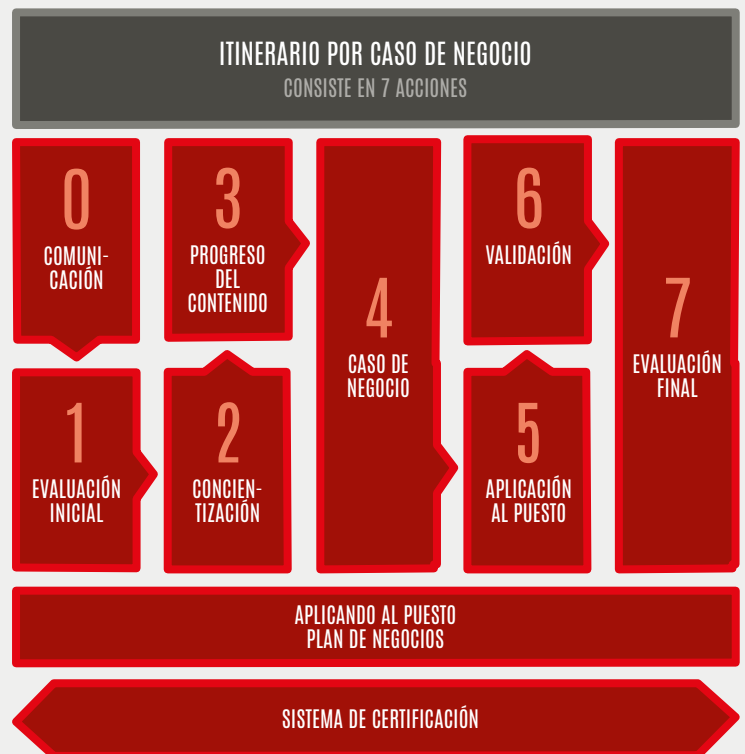 ITINERARIO POR CASO DE NEGOCIO
CONSISTE EN 7 ACCIONES
0
COMUNI-
CACIÓN
1
EVALUACIÓN
INICIAL
2
CONCIEN-
TIZACIÓN
3
PROGRESO
DEL
CONTENIDO
4
CASO DE
NEGOCIO
5
APLICACIÓN
AL PUESTO
6
VALIDACIÓN
7
EVALUACIÓN
FINAL
APLICANDO AL PUESTO
PLAN DE NEGOCIOS
SISTEMA DE CERTIFICACIÓN